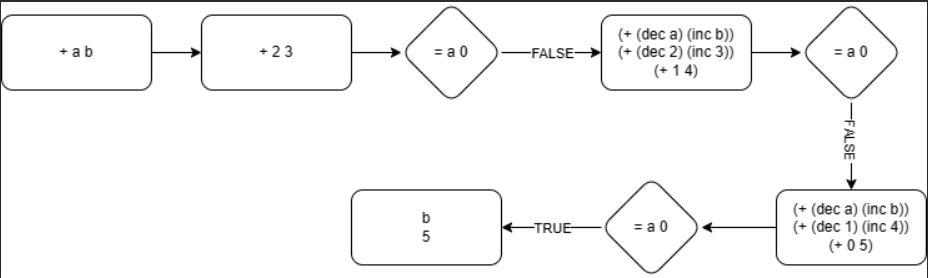 + a b
+ 2 3
= a 0
FALSE
(+ (dec a) (inc b))
(+ (dec 2) (inc 3))
(+ 1 4)
= a 0
FALSE
(+ (dec a) (inc b))
(+ (dec 1) (inc 4))
(+ 0 5)
= a 0
TRUE
b
5